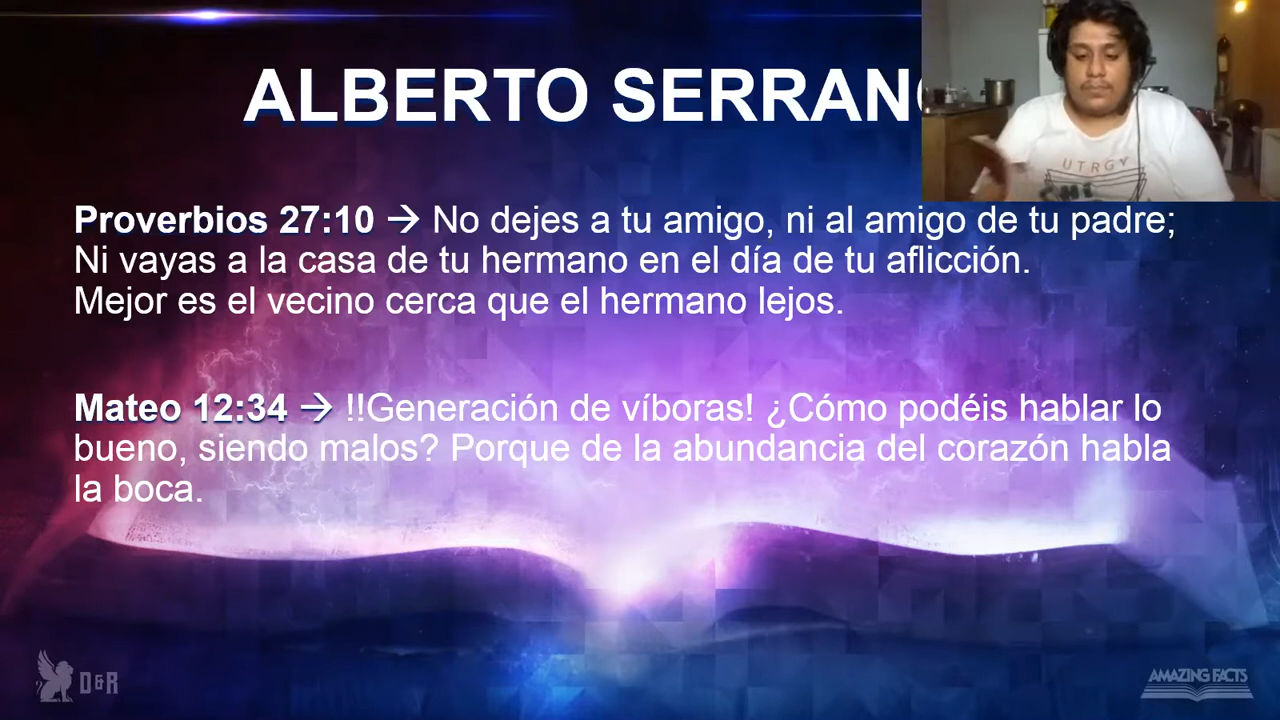 ALBERTO SERRANO
Proverbios 27:10 → No dejes a tu amigo, ni al amigo de tu padre;
Ni vayas a la casa de tu hermano en el día de tu aflicción.
Mejor es el vecino cerca que el hermano lejos.
Mateo 12:34 → !!Generación de víboras! ¿Cómo podéis hablar lo
bueno, siendo malos? Porque de la abundancia del corazón habla
la boca.
UTRGV
D&R
AMAZING FACTS